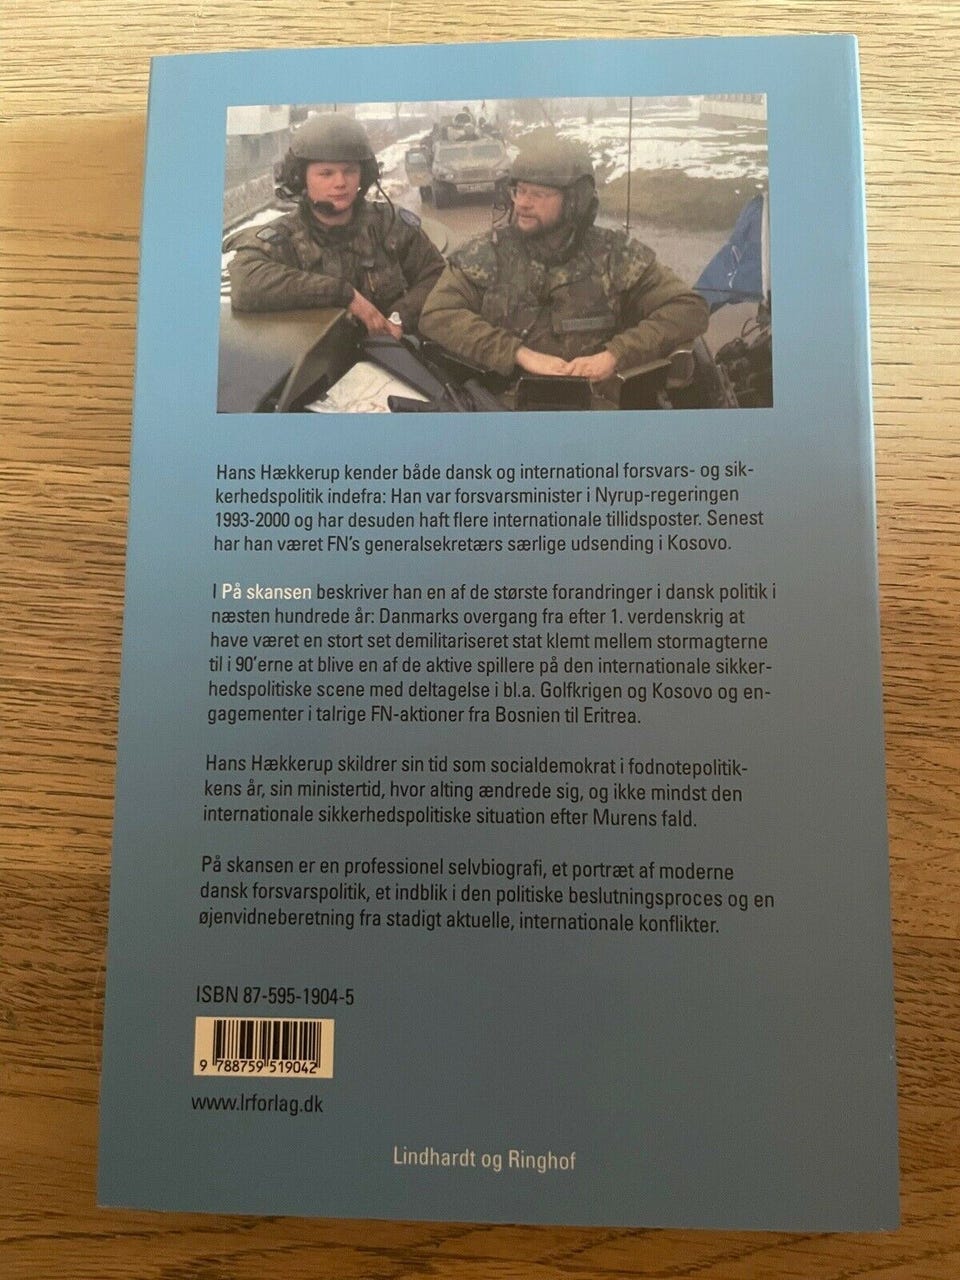 Hans Hækkerup kender både dansk og international forsvars- og sik-
kerhedspolitik indefra: Han var forsvarsminister i Nyrup-regeringen
1993-2000 og har desuden haft flere internationale tillidsposter. Senest
har han været FN's generalsekretærs særlige udsending i Kosovo.
I På skansen beskriver han en af de største forandringer i dansk politik i
næsten hundrede år: Danmarks overgang fra efter 1. verdenskrig at
have været en stort set demilitariseret stat klemt mellem stormagterne
til i 90'erne at blive en af de aktive spillere på den internationale sikker-
hedspolitiske scene med deltagelse i bl.a. Golfkrigen og Kosovo og en-
gagementer i talrige FN-aktioner fra Bosnien til Eritrea.
Hans Hækkerup skildrer sin tid som socialdemokrat i fodnotepolitik-
kens år, sin ministertid, hvor alting ændrede sig, og ikke mindst den
internationale sikkerhedspolitiske situation efter Murens fald.
På skansen er en professionel selvbiografi, et portræt af moderne
dansk forsvarspolitik, et indblik i den politiske beslutningsproces og en
øjenvidneberetning fra stadigt aktuelle, internationale konflikter.
ISBN 87-595-1904-5
9 788759 519042
www.lrforlag.dk
Lindhardt og Ringhof